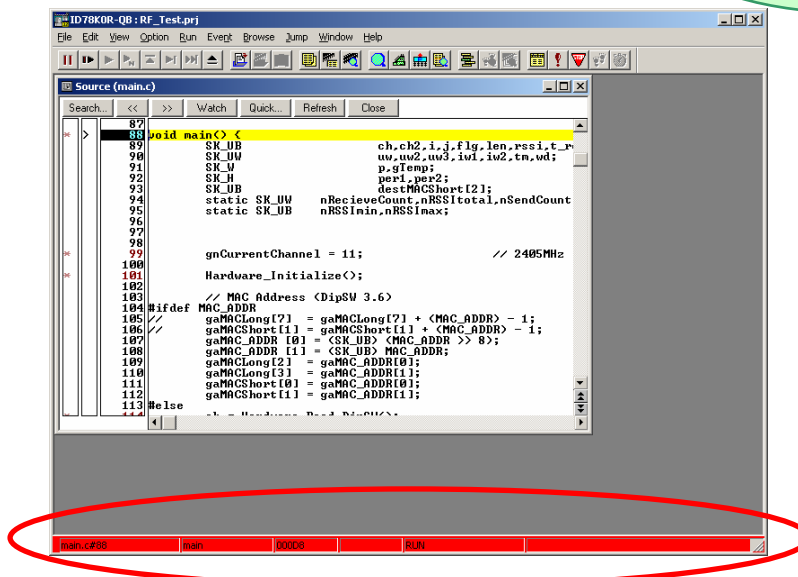 ID78K0R-QB : RF_Test.prj
File Edit View Option Run Event Browse Jump Window Help
Source (main.c)
Search... << >> Watch Quick... Refresh Close
87
* > 88 void main() {
89 SK_UB ch,ch2,i,j,flg,len,rssi,t_r
90 SK_UW uw,uw2,uw3,iw1,iw2,tm,wd;
91 SK_W p,gTemp;
92 SK_H per1,per2;
93 SK_UB destMACShort[2];
94 static SK_UW nRecieveCount,nRSSItotal,nSendCount
95 static SK_UB nRSSImin,nRSSImax;
96
97
98
* 99 gnCurrentChannel = 11; // 2405MHz
100
* 101 Hardware_Initialize();
102
103 // MAC Address (DipSW 3.6)
104 #ifdef MAC_ADDR
105 // gaMACLong[7] = gaMACLong[7] + (MAC_ADDR) - 1;
106 // gaMACShort[1] = gaMACShort[1] + (MAC_ADDR) - 1;
107 gaMAC_ADDR [0] = (SK_UB) (MAC_ADDR >> 8);
108 gaMAC_ADDR [1] = (SK_UB) MAC_ADDR;
109 gaMACLong[2] = gaMAC_ADDR[0];
110 gaMACLong[3] = gaMAC_ADDR[1];
111 gaMACShort[0] = gaMAC_ADDR[0];
112 gaMACShort[1] = gaMAC_ADDR[1];
113 #else
main.c#88 main 000D8 RUN